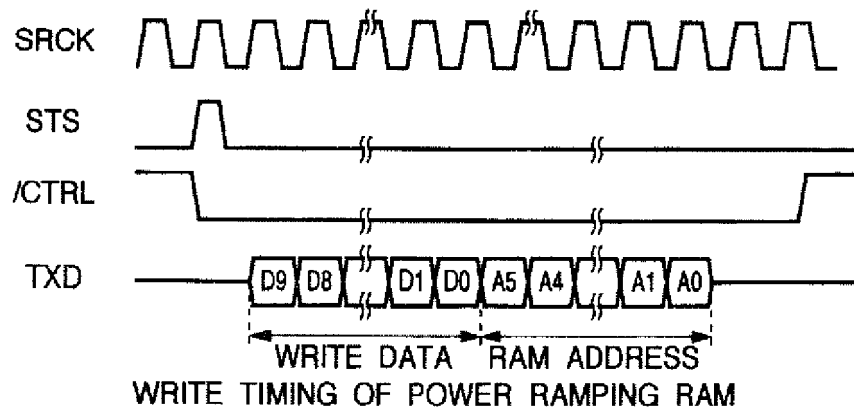 SRCK
STS
/CTRL
TXD D9 D8 D1 D0 A5 A4 A1 A0
WRITE DATA RAM ADDRESS
WRITE TIMING OF POWER RAMPING RAM